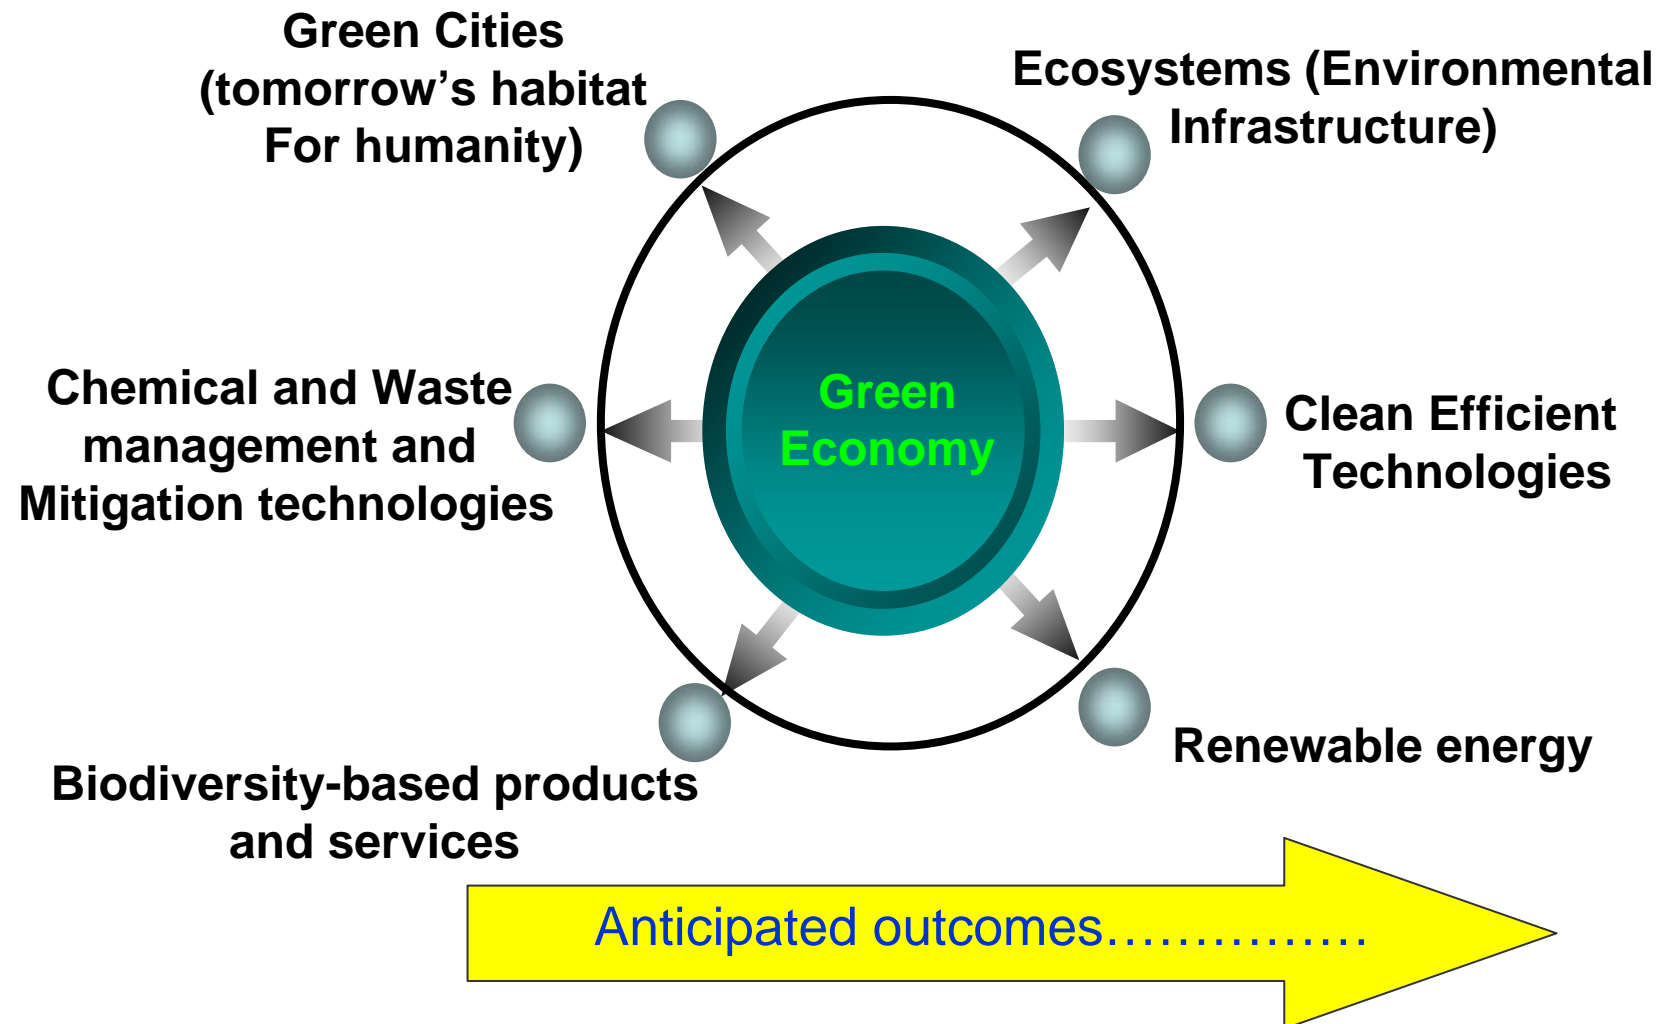 Green Cities
(tomorrow’s habitat
For humanity)
Ecosystems (Environmental
Infrastructure)
Chemical and Waste
management and
Mitigation technologies
Green
Economy
Clean Efficient
Technologies
Renewable energy
Biodiversity-based products
and services
Anticipated outcomes……………